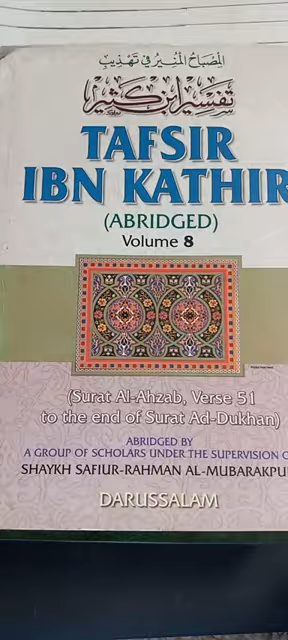 المصباح المنير في تهذيب
تفسير ابن كثير
TAFSIR
IBN KATHIR
(ABRIDGED)
Volume 8
(Surat Al-Ahzab, Verse 51
to the end of Surat Ad-Dukhan)
ABRIDGED BY
A GROUP OF SCHOLARS UNDER THE SUPERVISION O
SHAYKH SAFIUR-RAHMAN AL-MUBARAKPU
DARUSSALAM